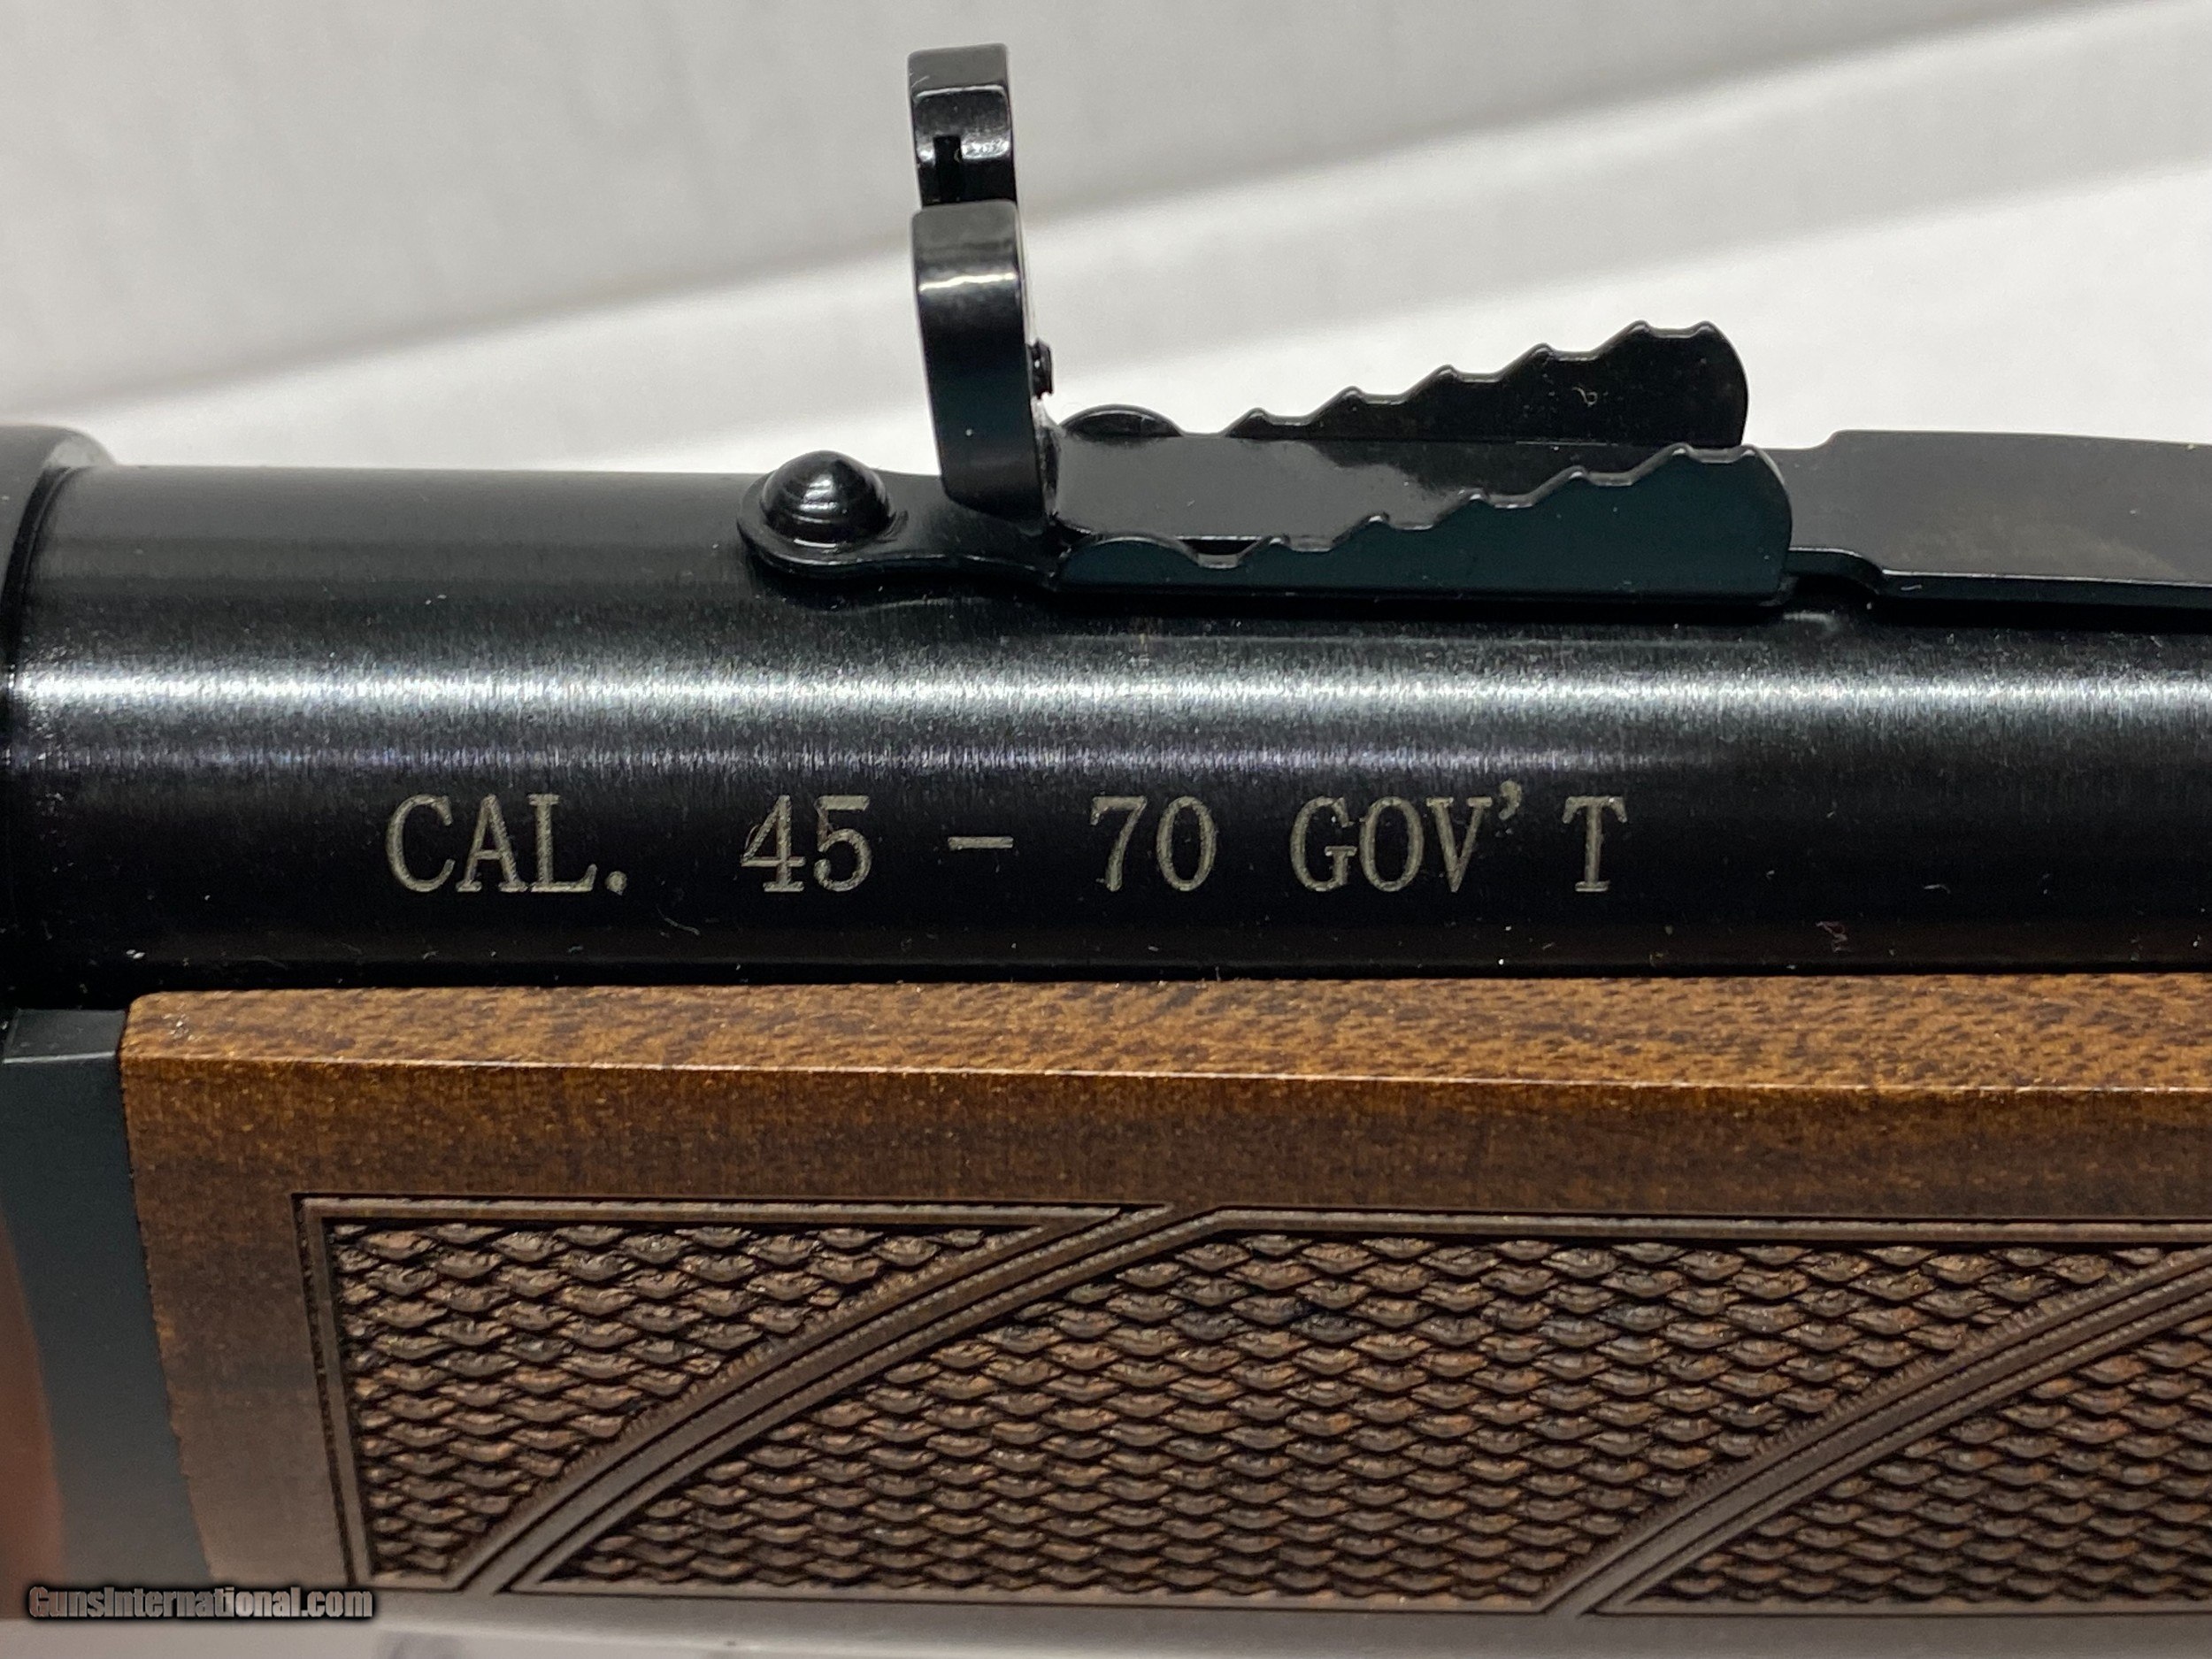 CAL. 45 - 70 GOV'T
GunsInternational.com